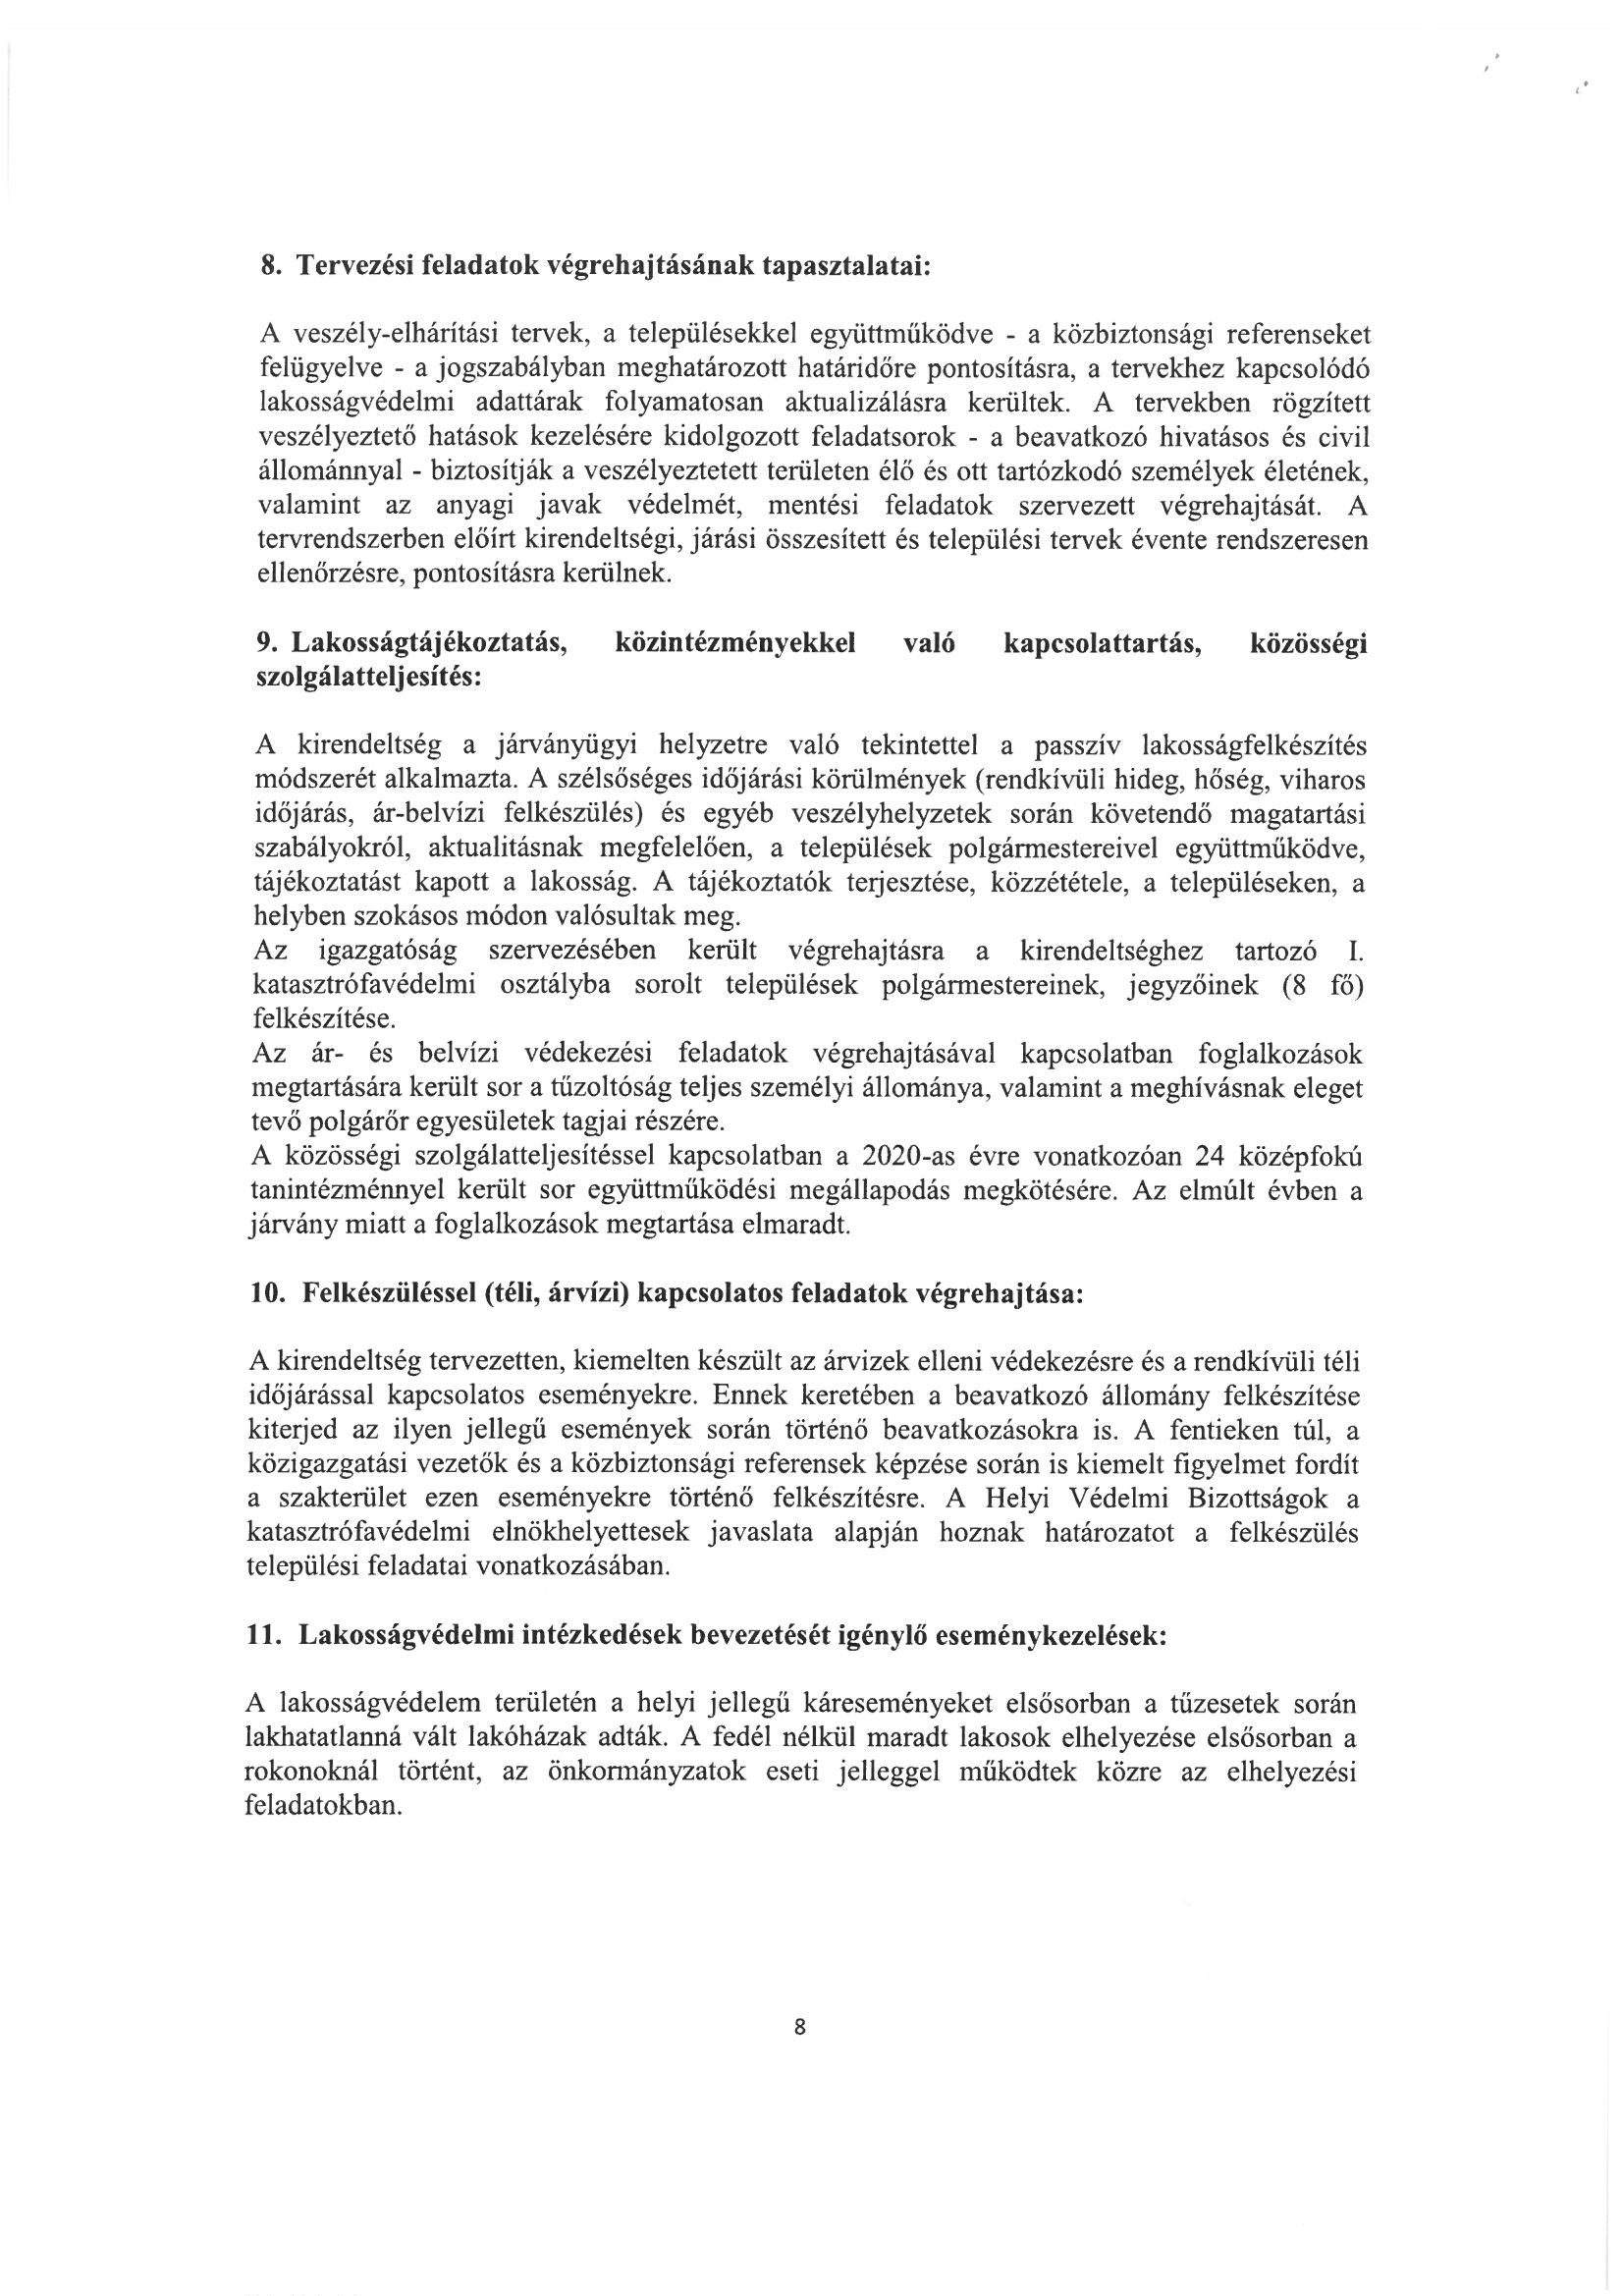 8. Tervezési feladatok végrehajtásának tapasztalatai:
A veszély-elhárítási tervek, a településekkel együttműködve - a közbiztonsági referenseket
felügyelve - a jogszabályban meghatározott határidőre pontosításra, a tervekhez kapcsolódó
lakosságvédelmi adattárak folyamatosan aktualizálásra kerültek. A tervekben rögzített
veszélyeztető hatások kezelésére kidolgozott feladatsorok - a beavatkozó hivatásos és civil
állománnyal - biztosítják a veszélyeztetett területen élő és ott tartózkodó személyek életének,
valamint az anyagi javak védelmét, mentési feladatok szervezett végrehajtását. A
tervrendszerben előírt kirendeltségi, járási összesített és települési tervek évente rendszeresen
ellenőrzésre, pontosításra kerülnek.
9. Lakosságtájékoztatás, közintézményekkel való kapcsolattartás, közösségi
szolgálatteljesítés:
A kirendeltség a járványügyi helyzetre való tekintettel a passzív lakosságfelkészítés
módszerét alkalmazta. A szélsőséges időjárási körülmények (rendkívüli hideg, hőség, viharos
időjárás, ár-belvízi felkészülés) és egyéb veszélyhelyzetek során követendő magatartási
szabályokról, aktualitásnak megfelelően, a települések polgármestereivel együttműködve,
tájékoztatást kapott a lakosság. A tájékoztatók terjesztése, közzététele, a településeken, a
helyben szokásos módon valósultak meg.
Az igazgatóság szervezésében került végrehajtásra a kirendeltséghez tartozó I.
katasztrófavédelmi osztályba sorolt települések polgármestereinek, jegyzőinek (8 fő)
felkészítése.
Az ár- és belvízi védekezési feladatok végrehajtásával kapcsolatban foglalkozások
megtartására került sor a tűzoltóság teljes személyi állománya, valamint a meghívásnak eleget
tevő polgárőr egyesületek tagjai részére.
A közösségi szolgálatteljesítéssel kapcsolatban a 2020-as évre vonatkozóan 24 középfokú
tanintézménnyel került sor együttműködési megállapodás megkötésére. Az elmúlt évben a
járvány miatt a foglalkozások megtartása elmaradt.
10. Felkészüléssel (téli, árvízi) kapcsolatos feladatok végrehajtása:
A kirendeltség tervezetten, kiemelten készült az árvizek elleni védekezésre és a rendkívüli téli
időjárással kapcsolatos eseményekre. Ennek keretében a beavatkozó állomány felkészítése
kiterjed az ilyen jellegű események során történő beavatkozásokra is. A fentieken túl, a
közigazgatási vezetők és a közbiztonsági referensek képzése során is kiemelt figyelmet fordít
a szakterület ezen eseményekre történő felkészítésre. A Helyi Védelmi Bizottságok a
katasztrófavédelmi elnökhelyettesek javaslata alapján hoznak határozatot a felkészülés
települési feladatai vonatkozásában.
11. Lakosságvédelmi intézkedések bevezetését igénylő eseménykezelések:
A lakosságvédelem területén a helyi jellegű káreseményeket elsősorban a tűzesetek során
lakhatatlanná vált lakóházak adták. A fedél nélkül maradt lakosok elhelyezése elsősorban a
rokonoknál történt, az önkormányzatok eseti jelleggel működtek közre az elhelyezési
feladatokban.
8